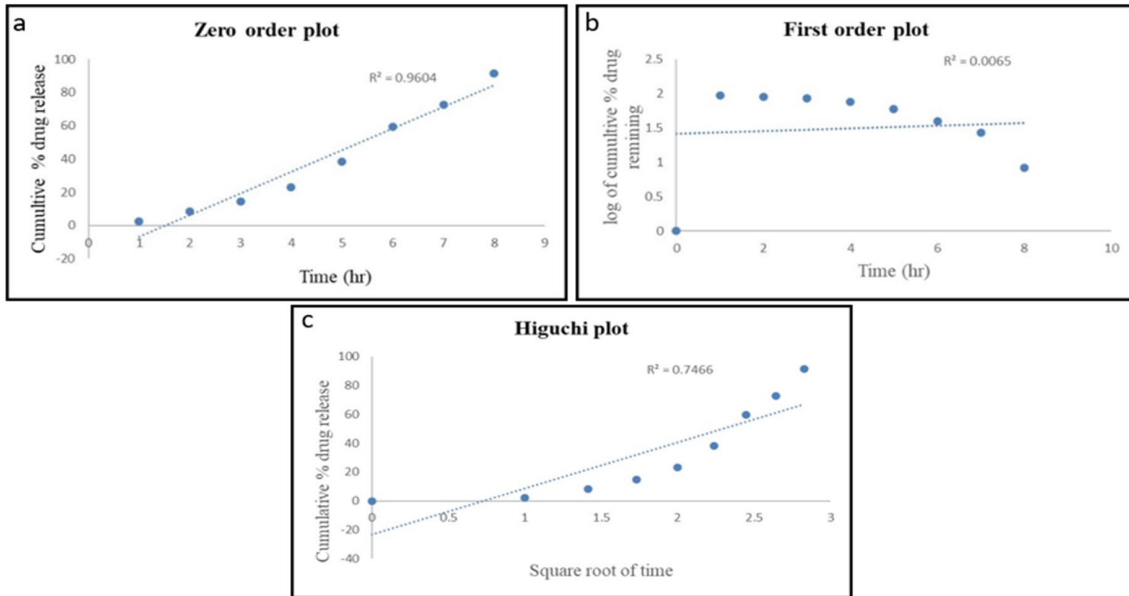 a
Zero order plot
R² = 0.9604
Cumultive % drug release
100
80
60
40
20
0
-20
0 1 2 3 4 5 6 7 8 9
Time (hr)
b
First order plot
R² = 0.0065
log of cumultive % drug
remining
2.5
2
1.5
1
0.5
0
0 2 4 6 8 10
Time (hr)
c
Higuchi plot
R² = 0.7466
Cumulative % drug release
100
80
60
40
20
0
-20
-40
0 0.5 1 1.5 2 2.5 3
Square root of time